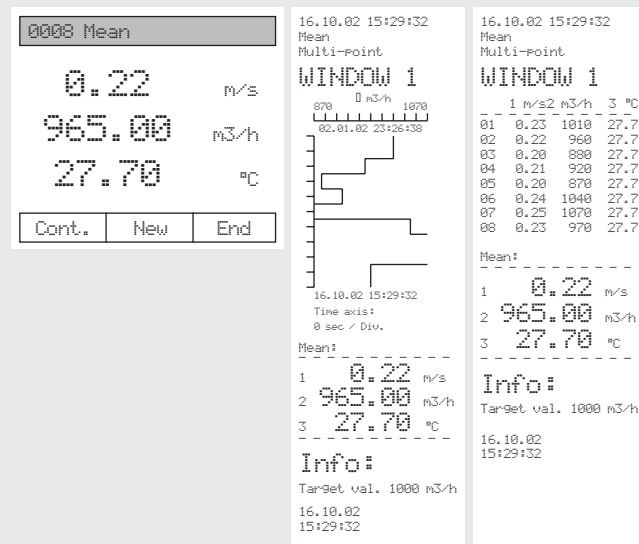 0008 Mean
0.22 m/s
965.00 m3/h
27.70 °C
Cont. New End
16.10.02 15:29:32
Mean
Multi-point
WINDOW 1
▯ m3/h
870 1070
02.01.02 23:26:38
16.10.02 15:29:32
Time axis:
0 sec / Div.
Mean:
1 0.22 m/s
2 965.00 m3/h
3 27.70 °C
Info:
Target val. 1000 m3/h
16.10.02
15:29:32
16.10.02 15:29:32
Mean
Multi-point
WINDOW 1
1 m/s2 m3/h 3 °C
01 0.23 1010 27.7
02 0.22 960 27.7
03 0.20 880 27.7
04 0.21 920 27.7
05 0.20 870 27.7
06 0.24 1040 27.7
07 0.25 1070 27.7
08 0.23 970 27.7
Mean:
1 0.22 m/s
2 965.00 m3/h
3 27.70 °C
Info:
Target val. 1000 m3/h
16.10.02
15:29:32